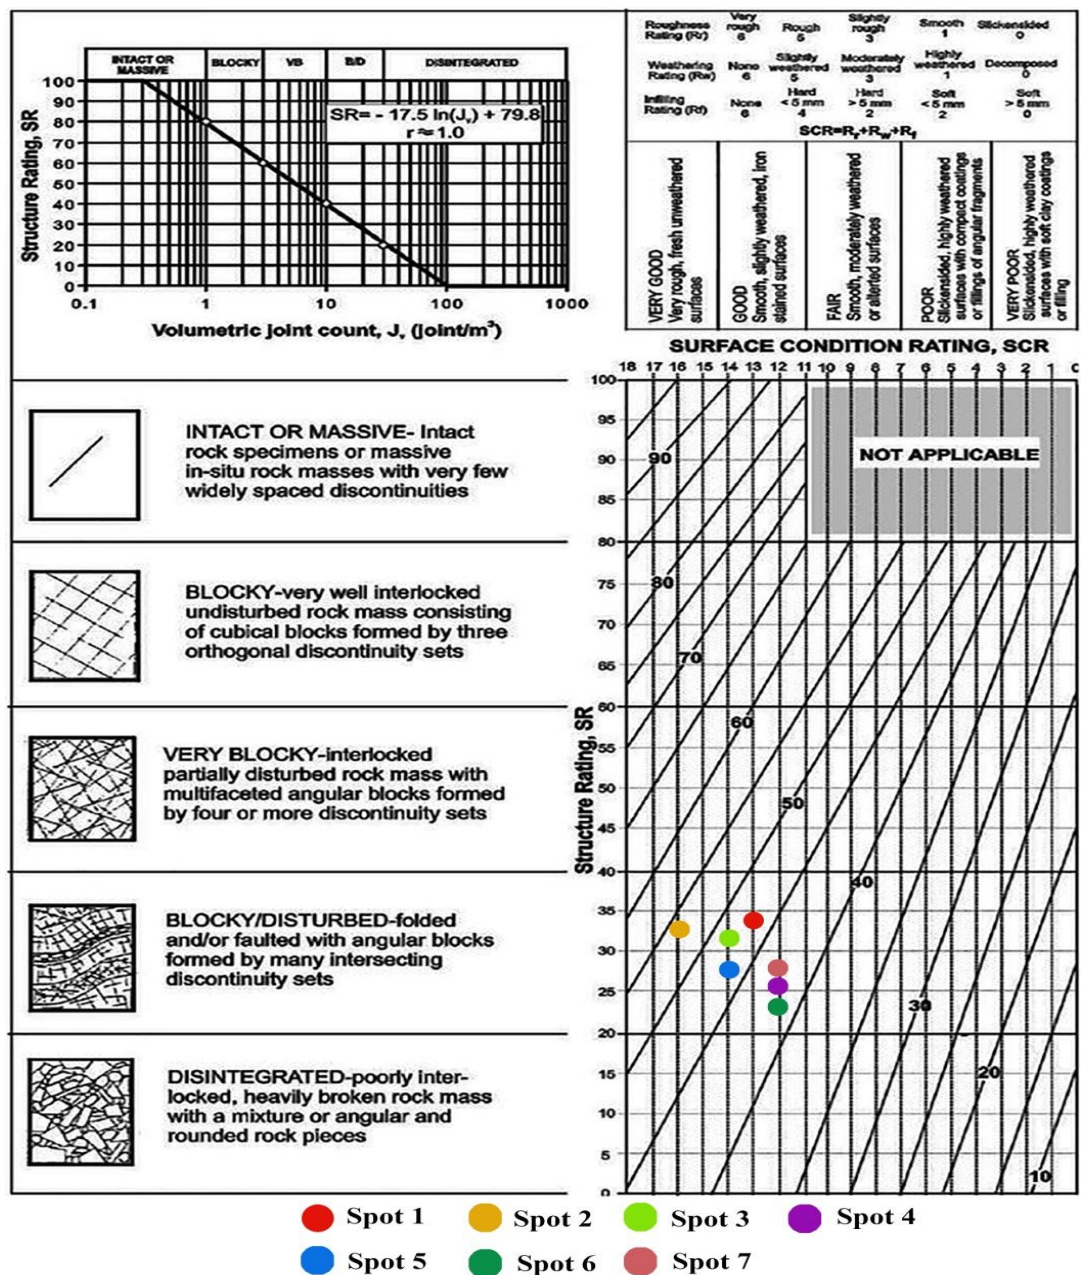 INTACT OR MASSIVE
BLOCKY
VB
B/D
DISINTEGRATED
100
90
80
70
60
50
40
30
20
10
0
Structure Rating, SR
SR= - 17.5 ln(Jᵥ) + 79.8
r ≈ 1.0
0.1 1 10 100 1000
Volumetric joint count, Jᵥ (joint/m³)
Roughness Rating (Rr) Very rough 6 Rough 5 Slightly rough 3 Smooth 1 Slickensided 0
Weathering Rating (Rw) None 6 Slightly weathered 5 Moderately weathered 3 Highly weathered 1 Decomposed 0
Infilling Rating (Rf) None 6 Hard < 5 mm 4 Hard > 5 mm 2 Soft < 5 mm 2 Soft > 5 mm 0
SCR=Rᵣ+R_w+R_f
VERY GOOD
Very rough, fresh unweathered
surfaces
GOOD
Smooth, slightly weathered, iron
stained surfaces
FAIR
Smooth, moderately weathered
or alterted surfaces
POOR
Slickensided, highly weathered
surfaces with compact coatings
or fillings of angular fragments
VERY POOR
Slickensided, highly weathered
surfaces with soft clay coatings
or filling
SURFACE CONDITION RATING, SCR
18 17 16 15 14 13 12 11 10 9 8 7 6 5 4 3 2 1 0
100
95
90
85
80
75
70
65
60
55
50
45
40
35
30
25
20
15
10
5
0
Structure Rating, SR
NOT APPLICABLE
90
80
70
60
50
40
30
20
10
INTACT OR MASSIVE- Intact
rock specimens or massive
in-situ rock masses with very few
widely spaced discontinuities
BLOCKY-very well interlocked
undisturbed rock mass consisting
of cubical blocks formed by three
orthogonal discontinuity sets
VERY BLOCKY-interlocked
partially disturbed rock mass with
multifaceted angular blocks formed
by four or more discontinuity sets
BLOCKY/DISTURBED-folded
and/or faulted with angular blocks
formed by many intersecting
discontinuity sets
DISINTEGRATED-poorly inter-
locked, heavily broken rock mass
with a mixture or angular and
rounded rock pieces
Spot 1 Spot 2 Spot 3 Spot 4
Spot 5 Spot 6 Spot 7